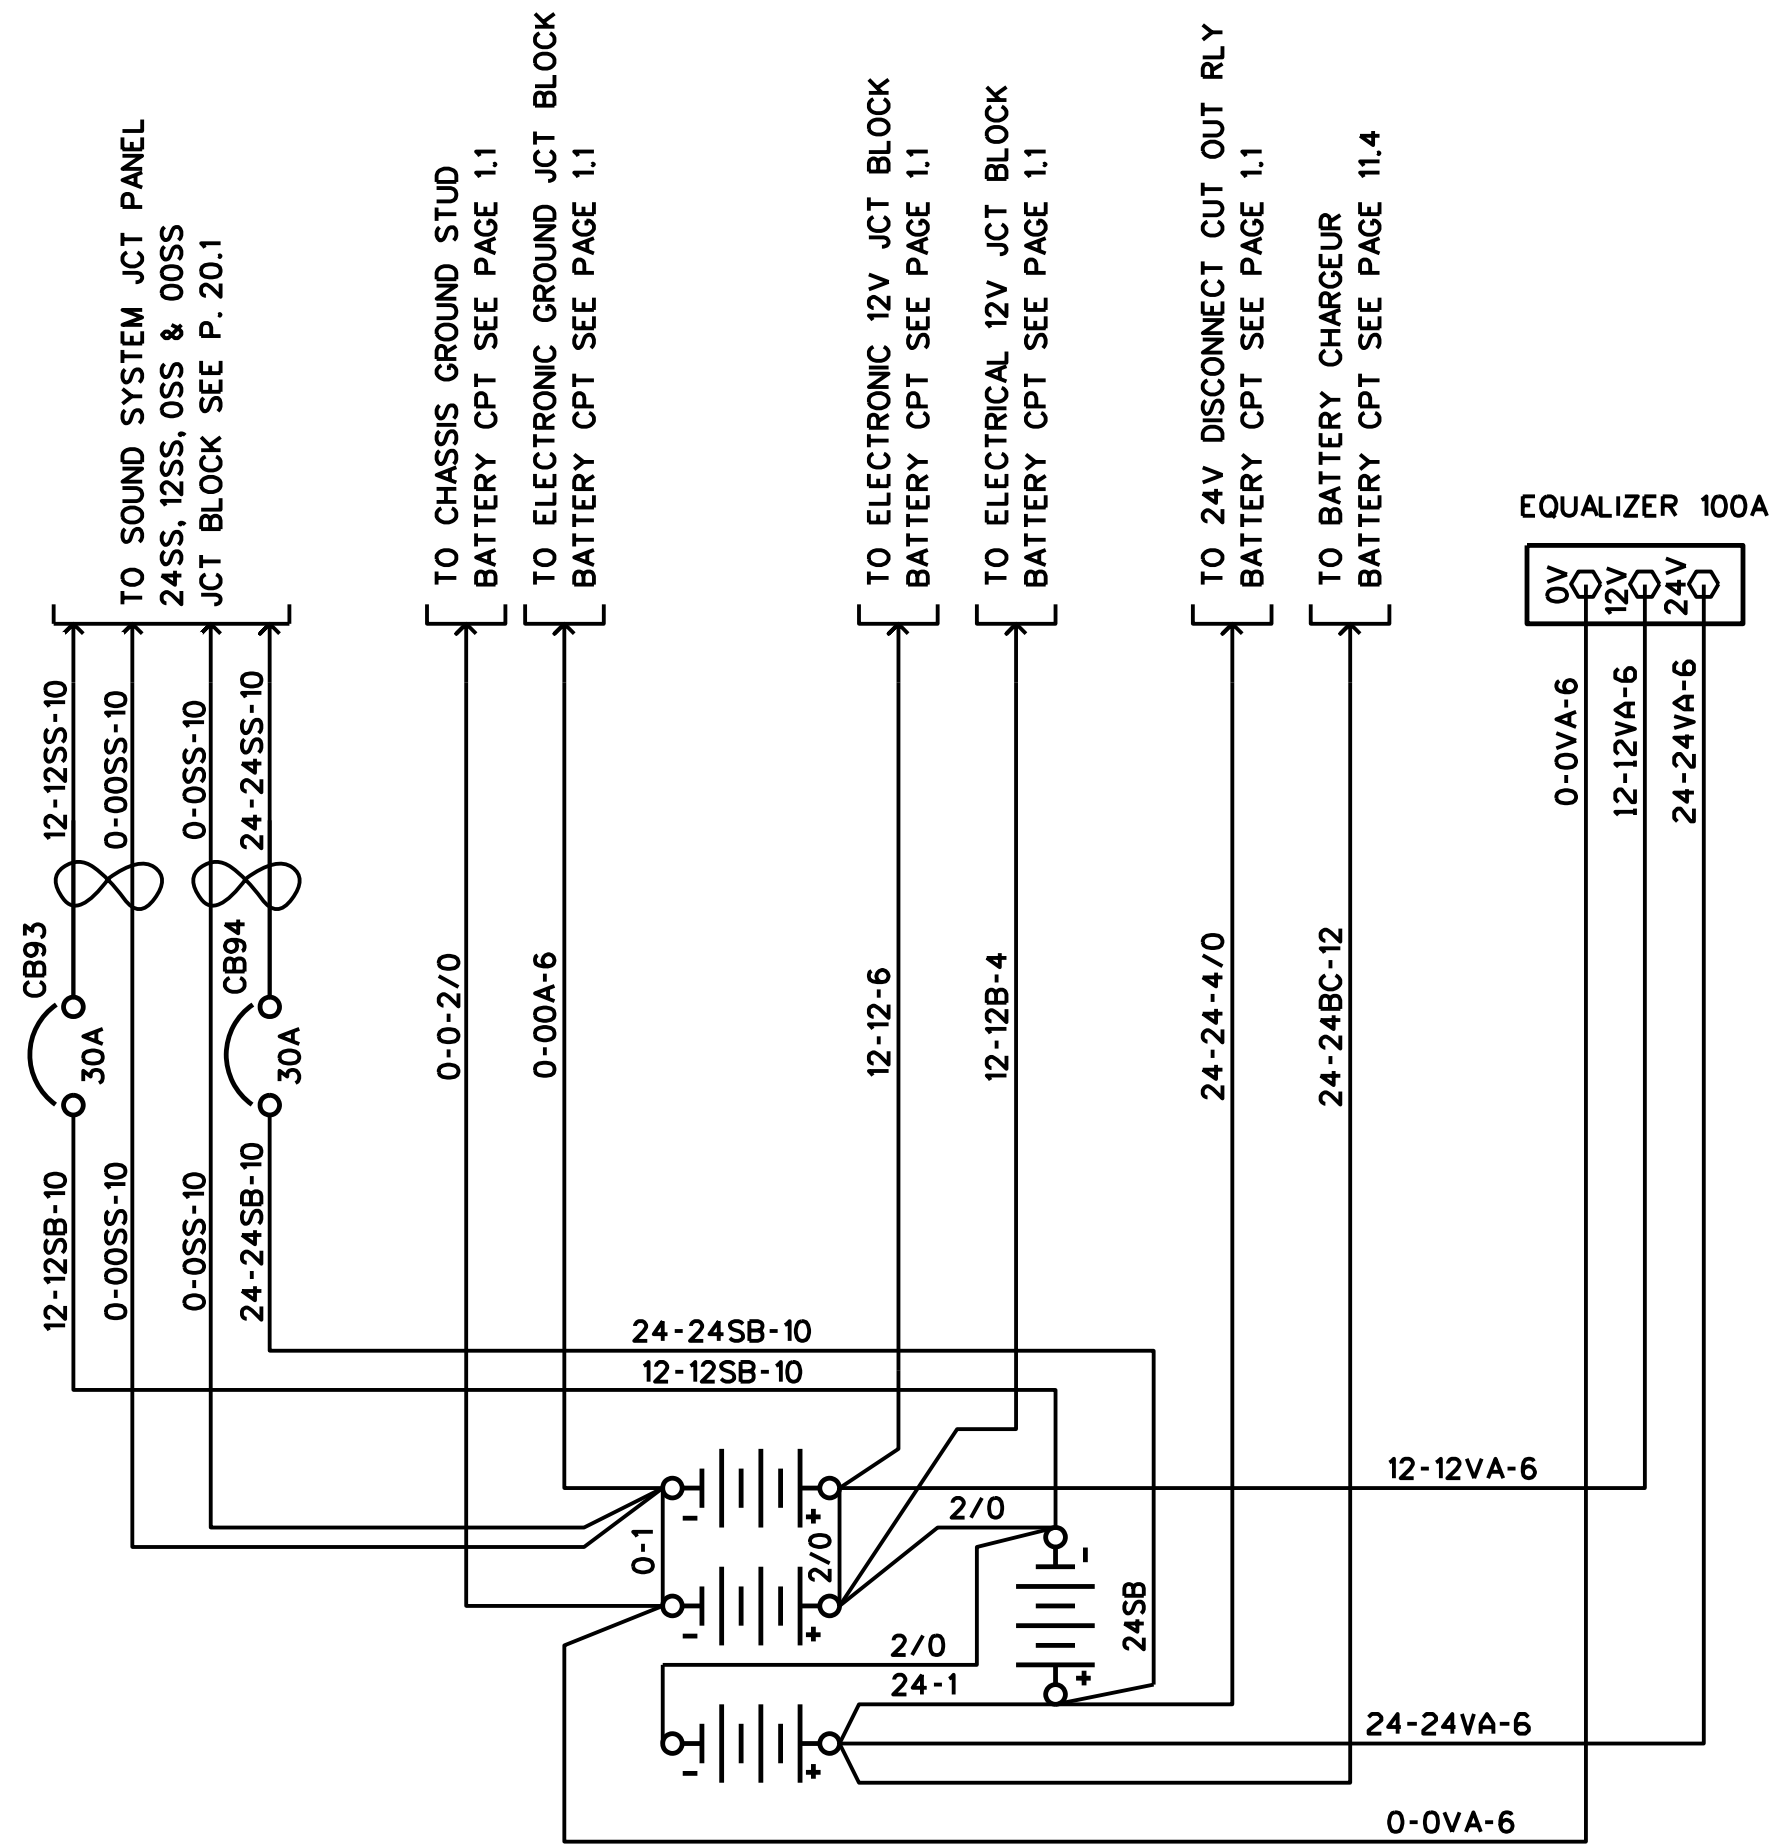 TO SOUND SYSTEM JCT PANEL
24SS, 12SS, 0SS & 00SS
JCT BLOCK SEE P. 20.1
TO CHASSIS GROUND STUD
BATTERY CPT SEE PAGE 1.1
TO ELECTRONIC GROUND JCT BLOCK
BATTERY CPT SEE PAGE 1.1
TO ELECTRONIC 12V JCT BLOCK
BATTERY CPT SEE PAGE 1.1
TO ELECTRICAL 12V JCT BLOCK
BATTERY CPT SEE PAGE 1.1
TO 24V DISCONNECT CUT OUT RLY
BATTERY CPT SEE PAGE 1.1
TO BATTERY CHARGEUR
BATTERY CPT SEE PAGE 11.4
EQUALIZER 100A
0V
12V
24V
12-12SS-10
0-00SS-10
0-0SS-10
24-24SS-10
0-0VA-6
12-12VA-6
24-24VA-6
CB93
30A
CB94
30A
0-0-2/0
0-00A-6
12-12-6
12-12B-4
24-24-4/0
24-24BC-12
12-12SB-10
0-00SS-10
0-0SS-10
24-24SB-10
24-24SB-10
12-12SB-10
12-12VA-6
-
+
2/0
0-1
2/0
-
24SB
-
+
2/0
+
24-1
24-24VA-6
-
+
0-0VA-6